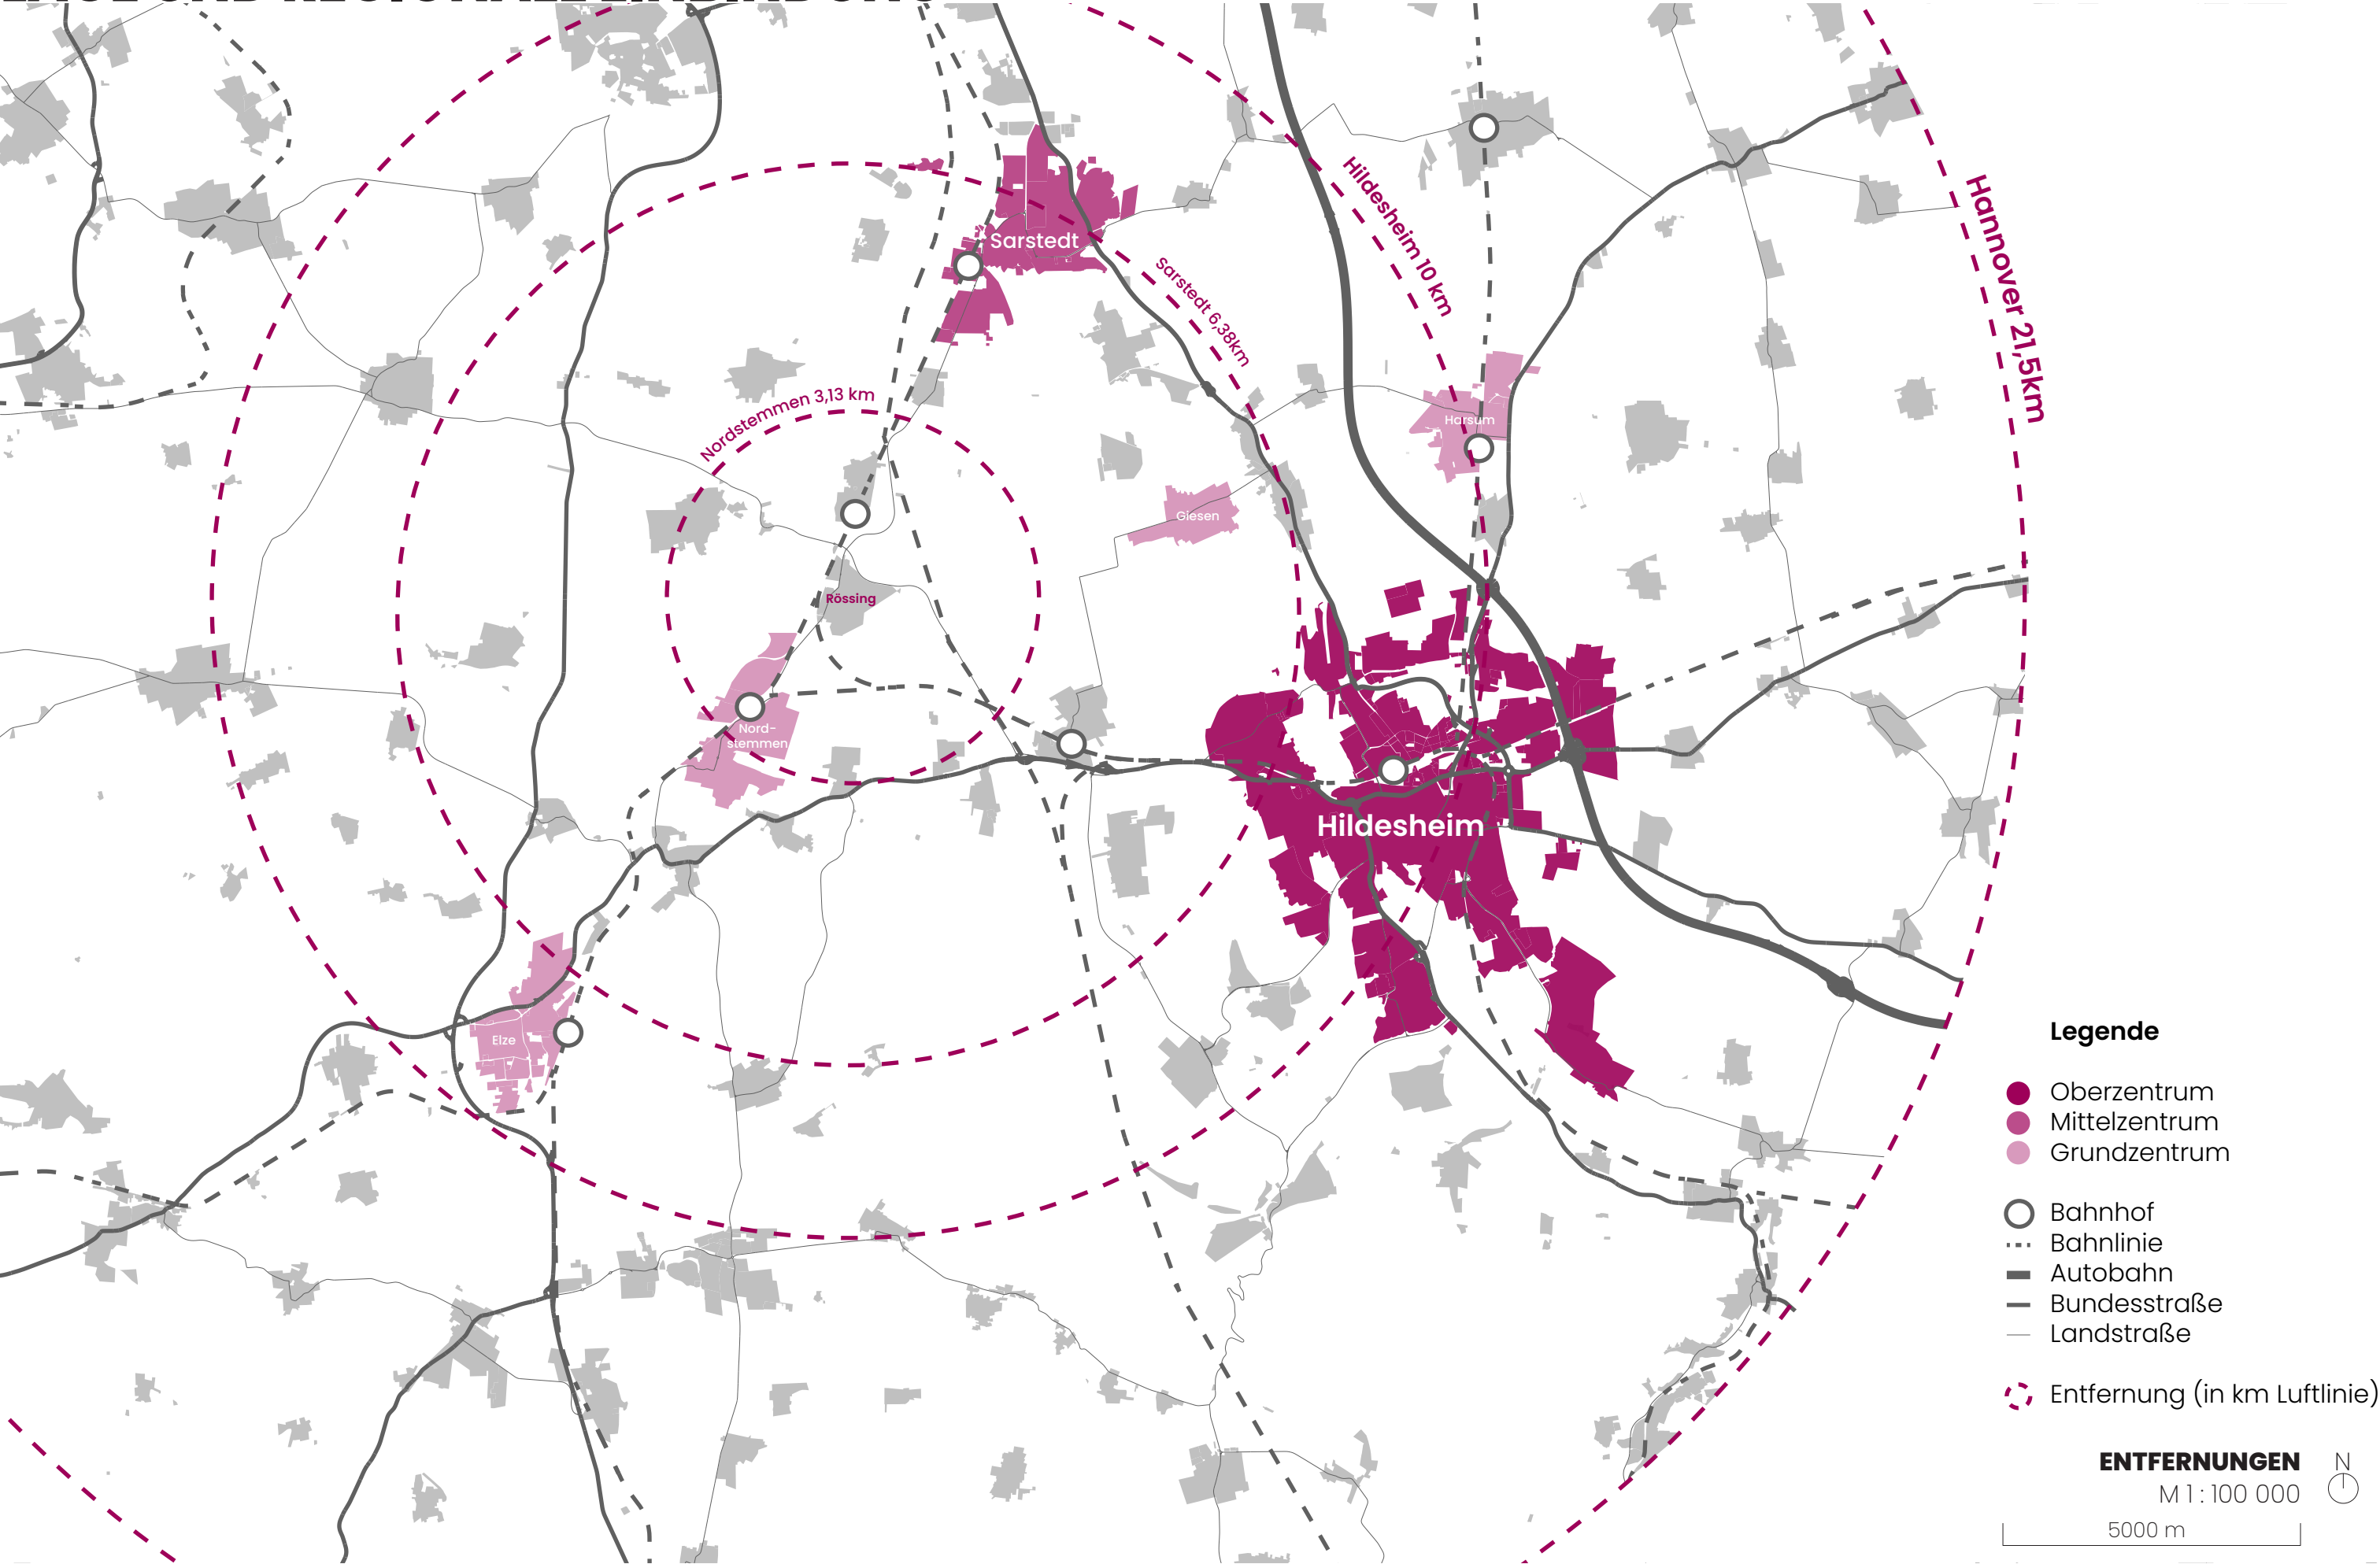 Sarstedt
Hildesheim 10 km
Sarstedt 6,38km
Hannover 21,5km
Nordstemmen 3,13 km
Harsum
Giesen
Rössing
Nord-
stemmen
Hildesheim
Elze
Legende
Oberzentrum
Mittelzentrum
Grundzentrum
Bahnhof
Bahnlinie
Autobahn
Bundesstraße
Landstraße
Entfernung (in km Luftlinie)
ENTFERNUNGEN
N
M 1 : 100 000
5000 m